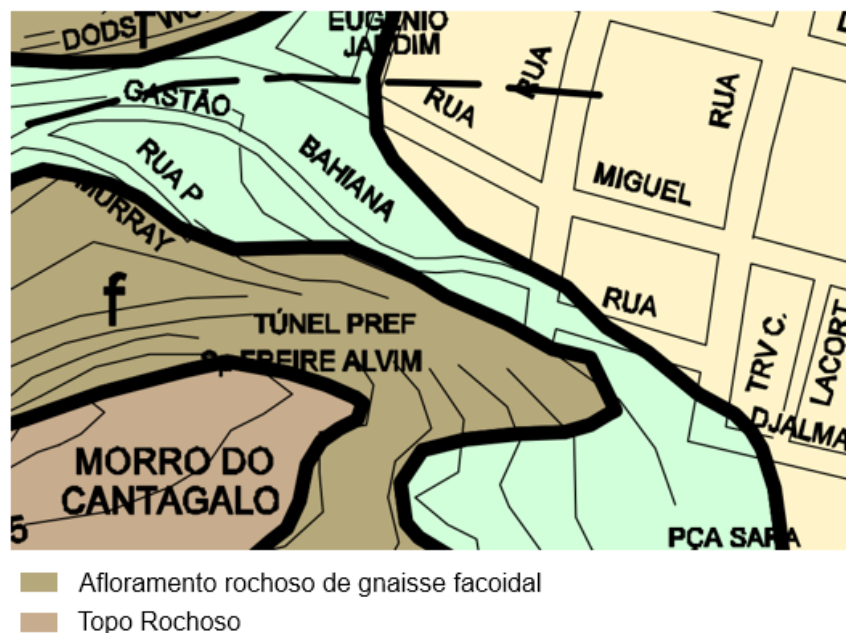 EUGENIO
JARDIM
T
GASTÃO
RUA
RUA
RUA
RUA P
BAHIANA
MIGUEL
MURRAY
f
RUA
TÚNEL PREF
FREIRE ALVIM
TRV C.
LACORT
DJALMA
MORRO DO
CANTAGALO
5
PÇA SARA
Afloramento rochoso de gnaisse facoidal
Topo Rochoso